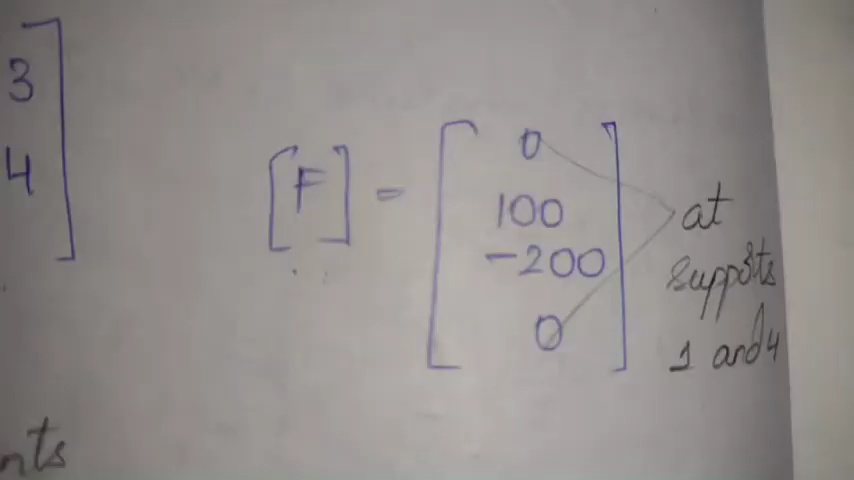 3
4
[F] = [0
100
-200
0]
at
supports
1 and 4
nts